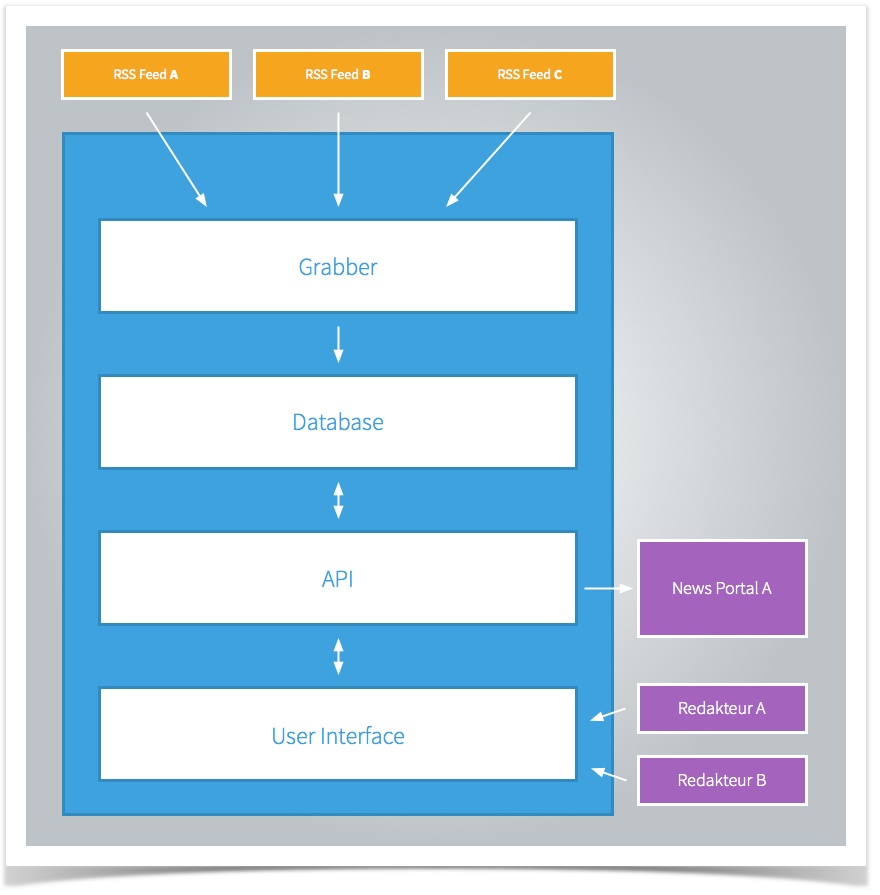 RSS Feed A
RSS Feed B
RSS Feed C
Grabber
Database
API
News Portal A
User Interface
Redakteur A
Redakteur B